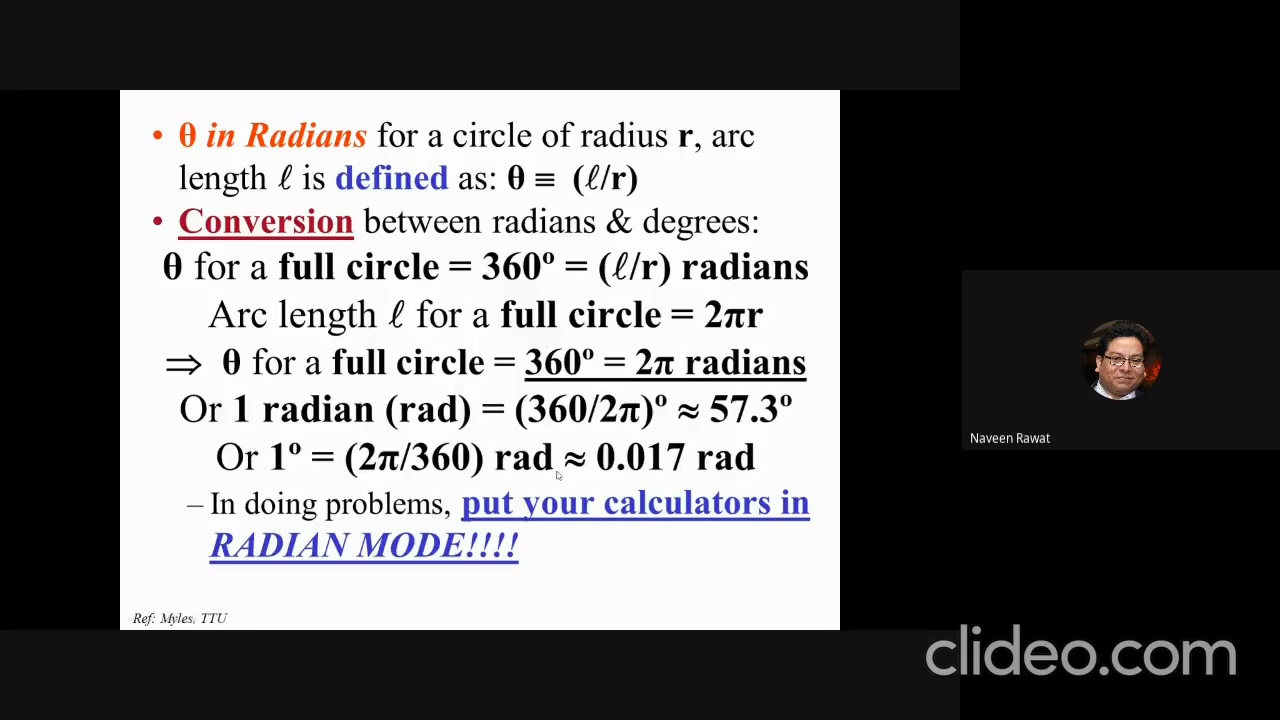 • θ in Radians for a circle of radius r, arc
length ℓ is defined as: θ ≡ (ℓ/r)
• Conversion between radians & degrees:
θ for a full circle = 360º = (ℓ/r) radians
Arc length ℓ for a full circle = 2πr
⇒ θ for a full circle = 360º = 2π radians
Or 1 radian (rad) = (360/2π)º ≈ 57.3º
Or 1º = (2π/360) rad ≈ 0.017 rad
– In doing problems, put your calculators in
RADIAN MODE!!!!
Ref: Myles, TTU
Naveen Rawat
clideo.com